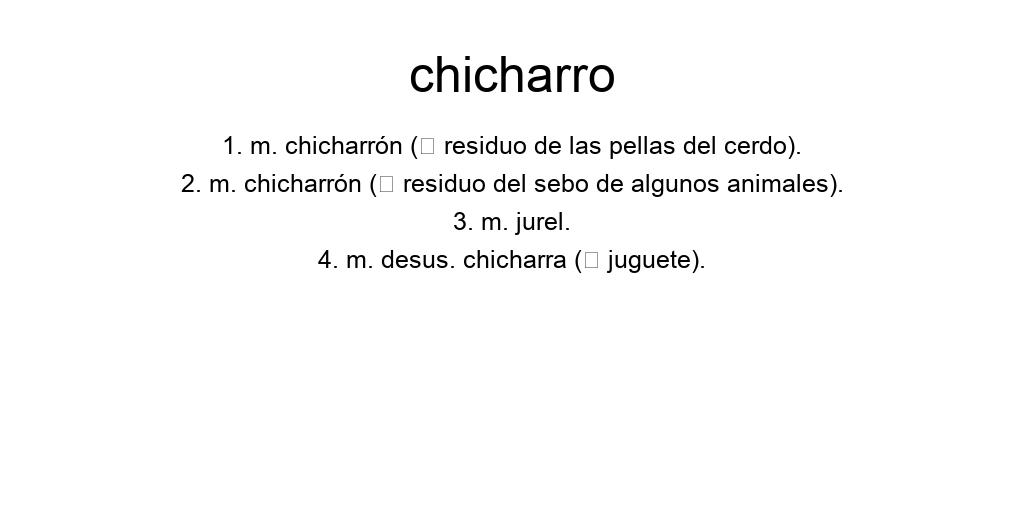 chicharro
1. m. chicharrón (□ residuo de las pellas del cerdo).
2. m. chicharrón (□ residuo del sebo de algunos animales).
3. m. jurel.
4. m. desus. chicharra (□ juguete).